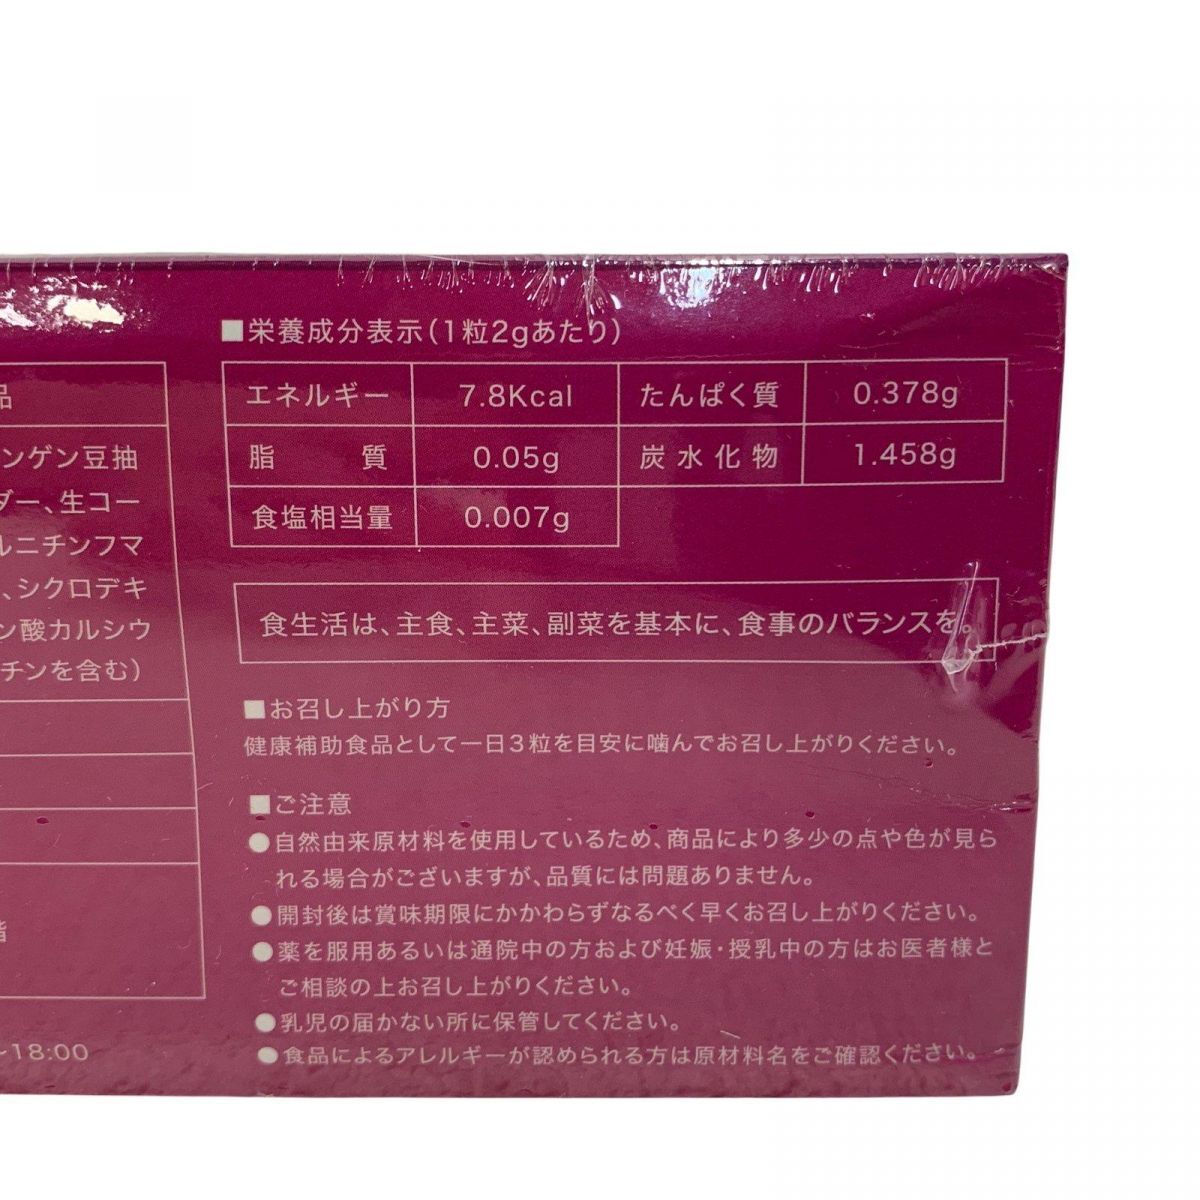 品
ンゲン豆抽
ダー、生コー
ルニチンフマ
、シクロデキ
ン酸カルシウ
チンを含む)
階
~18:00
■栄養成分表示(1粒2gあたり)
エネルギー 7.8Kcal たんぱく質 0.378g
脂質 0.05g 炭水化物 1.458g
食塩相当量 0.007g
食生活は、主食、主菜、副菜を基本に、食事のバランスを。
■お召し上がり方
健康補助食品として一日3粒を目安に噛んでお召し上がりください。
■ご注意
●自然由来原材料を使用しているため、商品により多少の点や色が見ら
れる場合がございますが、品質には問題ありません。
●開封後は賞味期限にかかわらずなるべく早くお召し上がりください。
●薬を服用あるいは通院中の方および妊娠・授乳中の方はお医者様と
ご相談の上お召し上がりください。
●乳児の届かない所に保管してください。
●食品によるアレルギーが認められる方は原材料名をご確認ください。